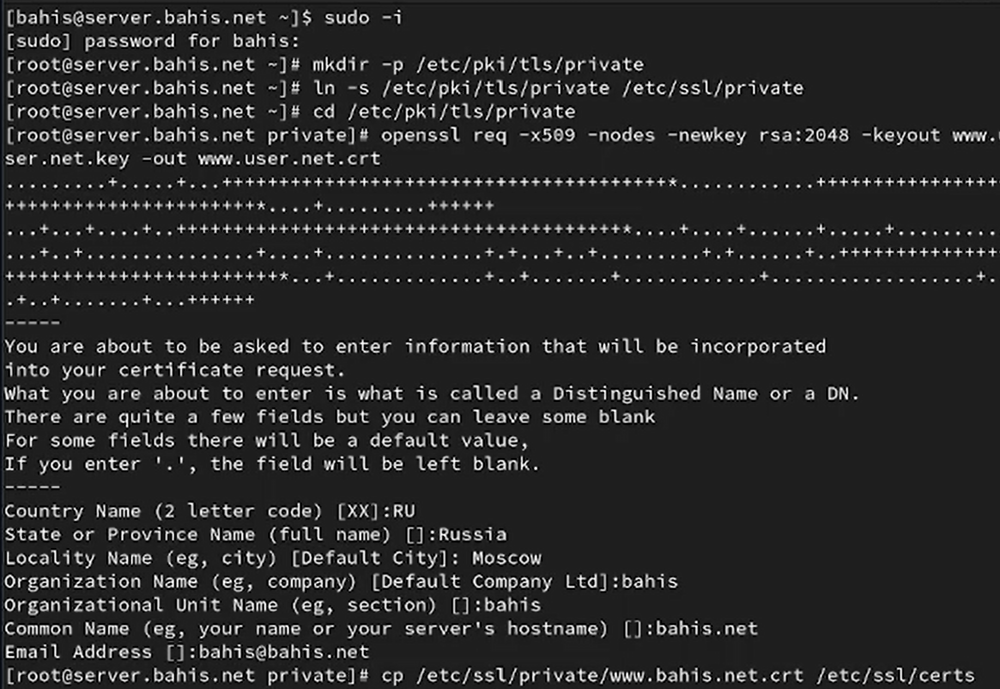 [bahis@server.bahis.net ~]$ sudo -i
[sudo] password for bahis:
[root@server.bahis.net ~]# mkdir -p /etc/pki/tls/private
[root@server.bahis.net ~]# ln -s /etc/pki/tls/private /etc/ssl/private
[root@server.bahis.net ~]# cd /etc/pki/tls/private
[root@server.bahis.net private]# openssl req -x509 -nodes -newkey rsa:2048 -keyout www.u
ser.net.key -out www.user.net.crt
.........+.....+...+++++++++++++++++++++++++++++++++++++++*............++++++++++++++++
+++++++++++++++++++++++*....+.........++++++
...+...+....+..+++++++++++++++++++++++++++++++++++++++*....+....+......+.....+.........
...+..+...............+....+..............+.+...+..+.........+.+......+..++++++++++++++
+++++++++++++++++++++++++*...+.............+..+.......+............+..................+.
.+..+.......+...++++++
-----
You are about to be asked to enter information that will be incorporated
into your certificate request.
What you are about to enter is what is called a Distinguished Name or a DN.
There are quite a few fields but you can leave some blank
For some fields there will be a default value,
If you enter '.', the field will be left blank.
-----
Country Name (2 letter code) [XX]:RU
State or Province Name (full name) []:Russia
Locality Name (eg, city) [Default City]: Moscow
Organization Name (eg, company) [Default Company Ltd]:bahis
Organizational Unit Name (eg, section) []:bahis
Common Name (eg, your name or your server's hostname) []:bahis.net
Email Address []:bahis@bahis.net
[root@server.bahis.net private]# cp /etc/ssl/private/www.bahis.net.crt /etc/ssl/certs